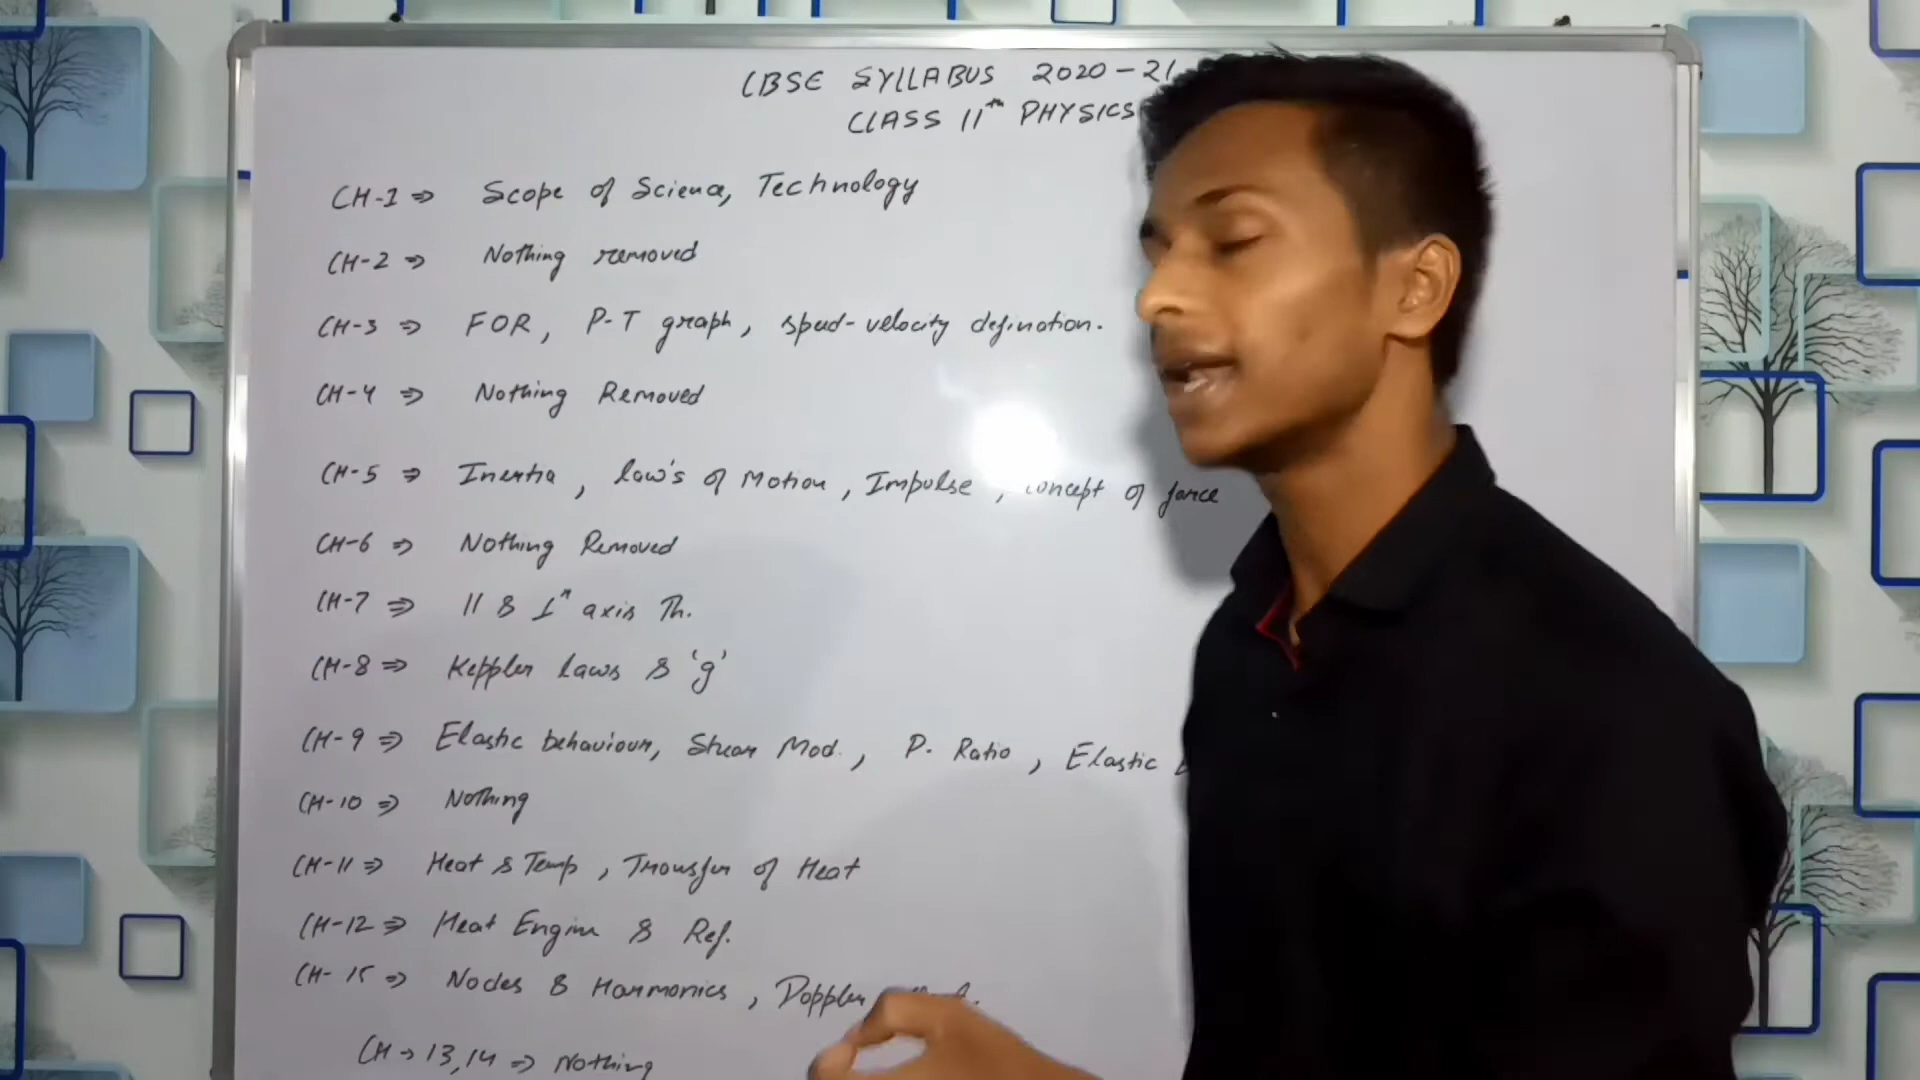 CBSE SYLLABUS 2020-21
CLASS 11th PHYSICS
CH-1 ⇒ Scope of Science, Technology
CH-2 ⇒ Nothing removed
CH-3 ⇒ FOR, P-T graph, speed-velocity defination.
CH-4 ⇒ Nothing Removed
CH-5 ⇒ Inertia, law's of Motion, Impulse, concept of force
CH-6 ⇒ Nothing Removed
CH-7 ⇒ || & ⊥r axis Th.
CH-8 ⇒ Keppler laws & 'g'
CH-9 ⇒ Elastic behaviour, Shear Mod., P. Ratio, Elastic
CH-10 ⇒ Nothing
CH-11 ⇒ Heat & Temp, Transfer of Heat
CH-12 ⇒ Heat Engine & Ref.
CH-15 ⇒ Nodes & Harmonics, Doppler
CH → 13,14 ⇒ Nothing